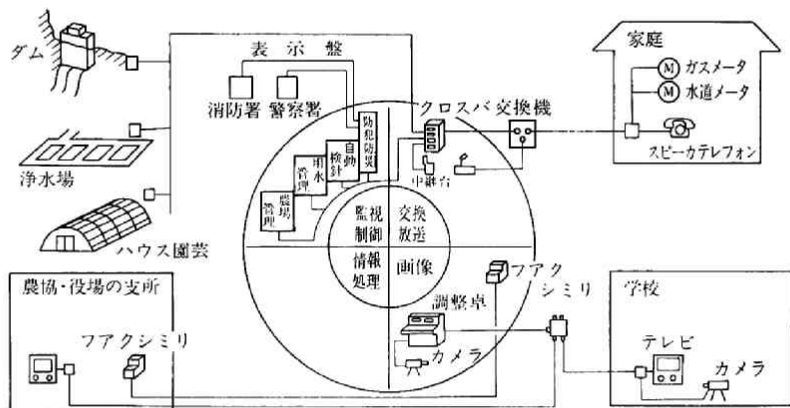 ダム
浄水場
ハウス園芸
表示盤
消防署
警察署
防犯防災
自動
検針
用水
管理
農場
管理
クロスバ交換機
中継台
家庭
M ガスメータ
M 水道メータ
スピーカテレフォン
監視
制御
交換
放送
情報
処理
画像
フアク
シミリ
調整卓
カメラ
農協・役場の支所
フアクシミリ
学校
テレビ
カメラ